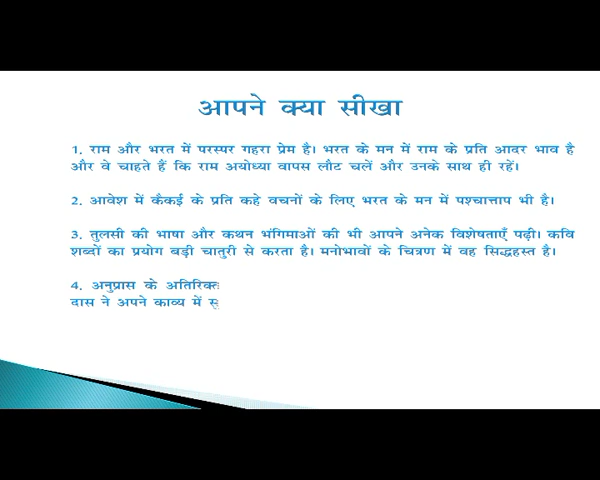 आपने क्या सीखा
1. राम और भरत में परस्पर गहरा प्रेम है। भरत के मन में राम के प्रति आदर भाव है
और वे चाहते हैं कि राम अयोध्या वापस लौट चलें और उनके साथ ही रहें।
2. आवेश में कैकई के प्रति कहे वचनों के लिए भरत के मन में पश्चात्ताप भी है।
3. तुलसी की भाषा और कथन भंगिमाओं की भी आपने अनेक विशेषताएँ पढ़ी। कवि
शब्दों का प्रयोग बड़ी चातुरी से करता है। मनोभावों के चित्रण में वह सिद्धहस्त है।
4. अनुप्रास के अतिरिक्त
दास ने अपने काव्य में